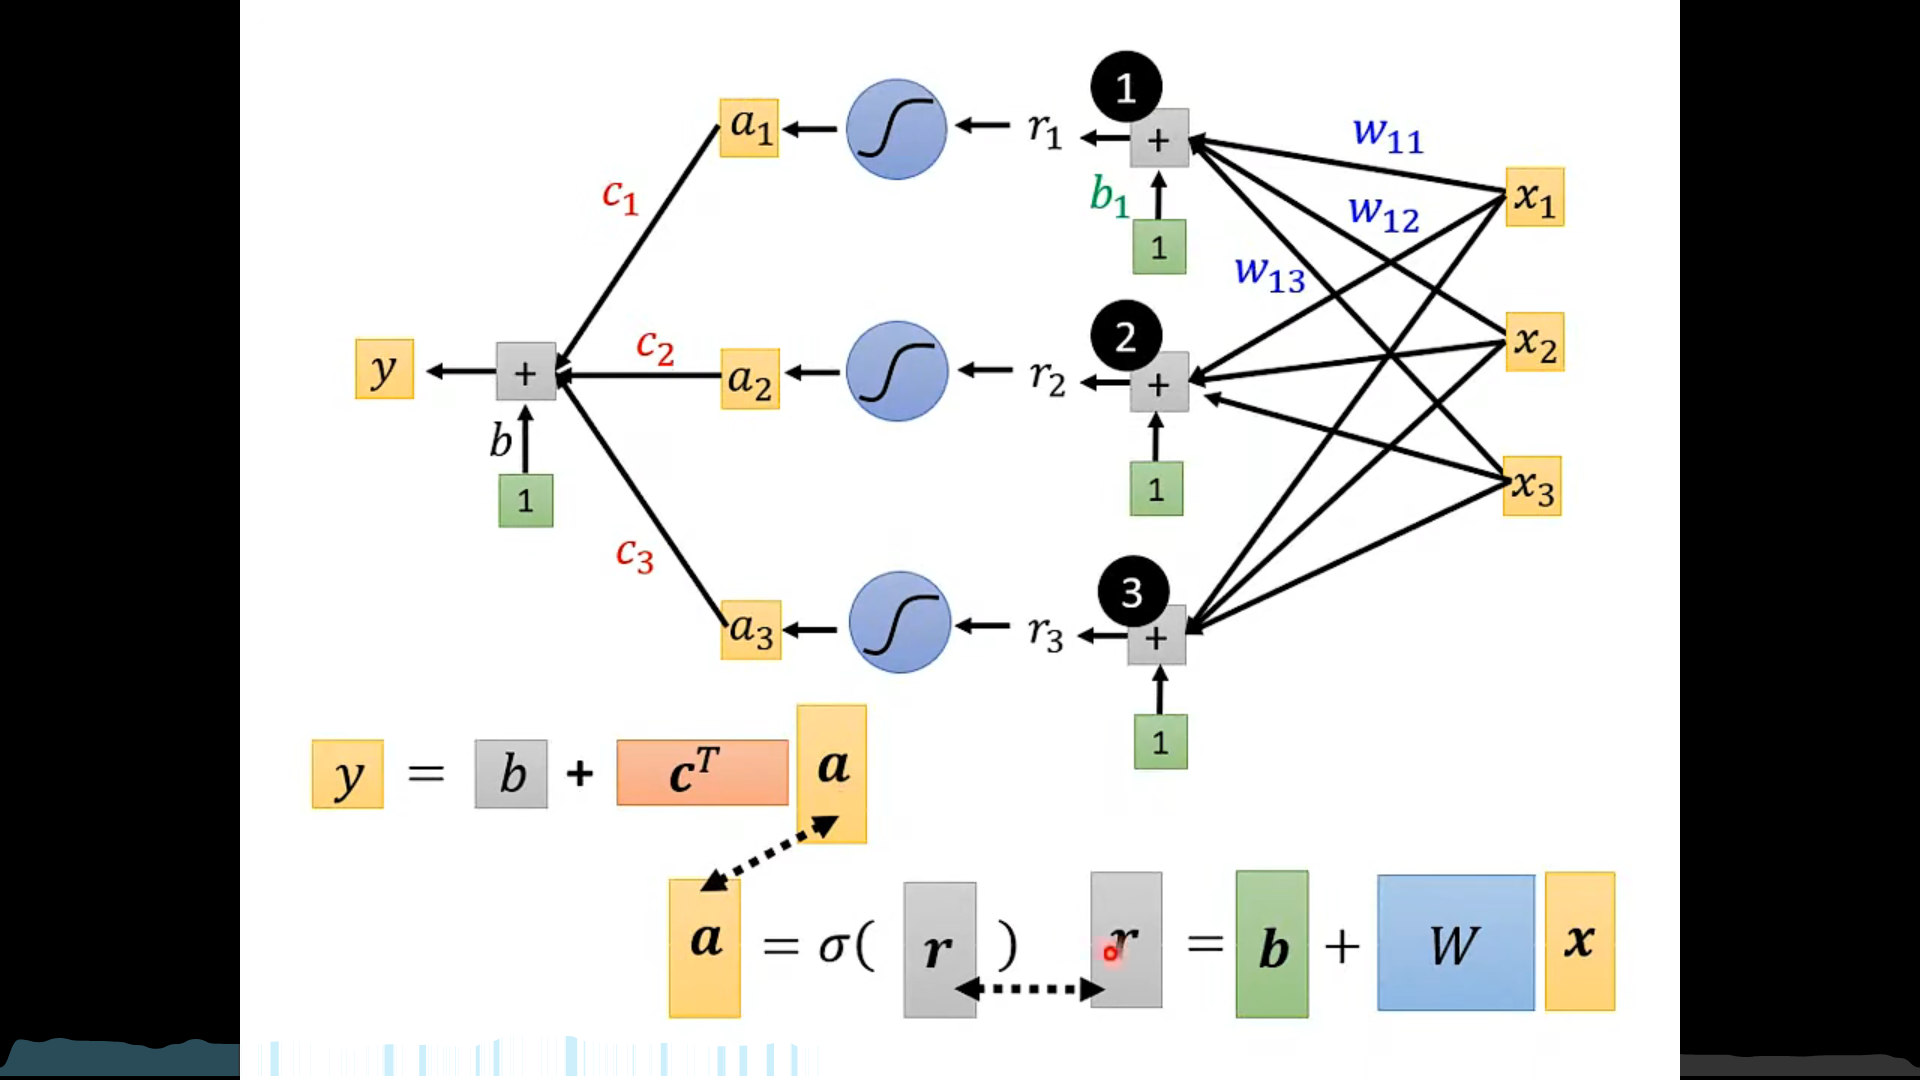 1
a₁
r₁
+
w₁₁
x₁
c₁
b₁
w₁₂
1
w₁₃
2
y
+
c₂
a₂
r₂
+
x₂
b
1
1
x₃
c₃
3
a₃
r₃
+
1
y = b + cᵀ a
a = σ( r ) r = b + W x